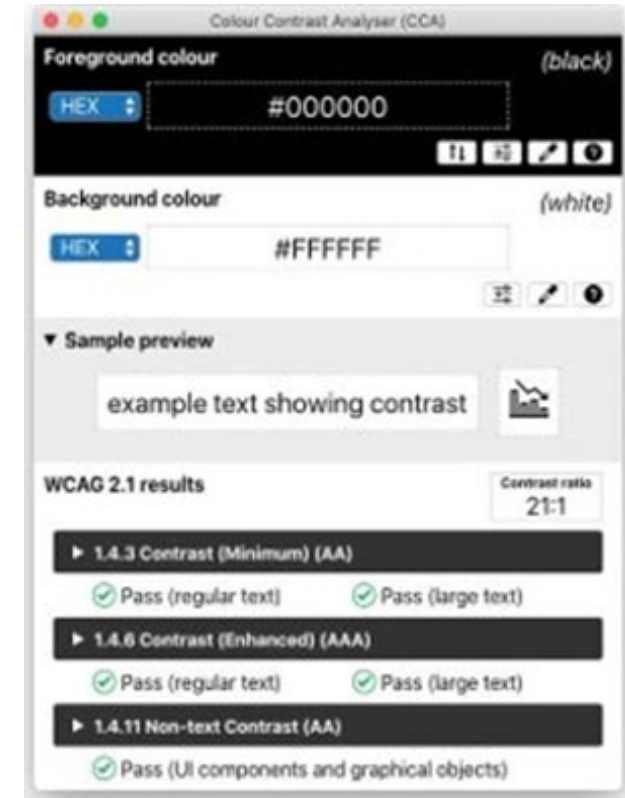 Colour Contrast Analyser (CCA)
Foreground colour (black)
HEX #000000
Background colour (white)
HEX #FFFFFF
Sample preview
example text showing contrast
WCAG 2.1 results
Contrast ratio
21:1
1.4.3 Contrast (Minimum) (AA)
Pass (regular text) Pass (large text)
1.4.6 Contrast (Enhanced) (AAA)
Pass (regular text) Pass (large text)
1.4.11 Non-text Contrast (AA)
Pass (UI components and graphical objects)